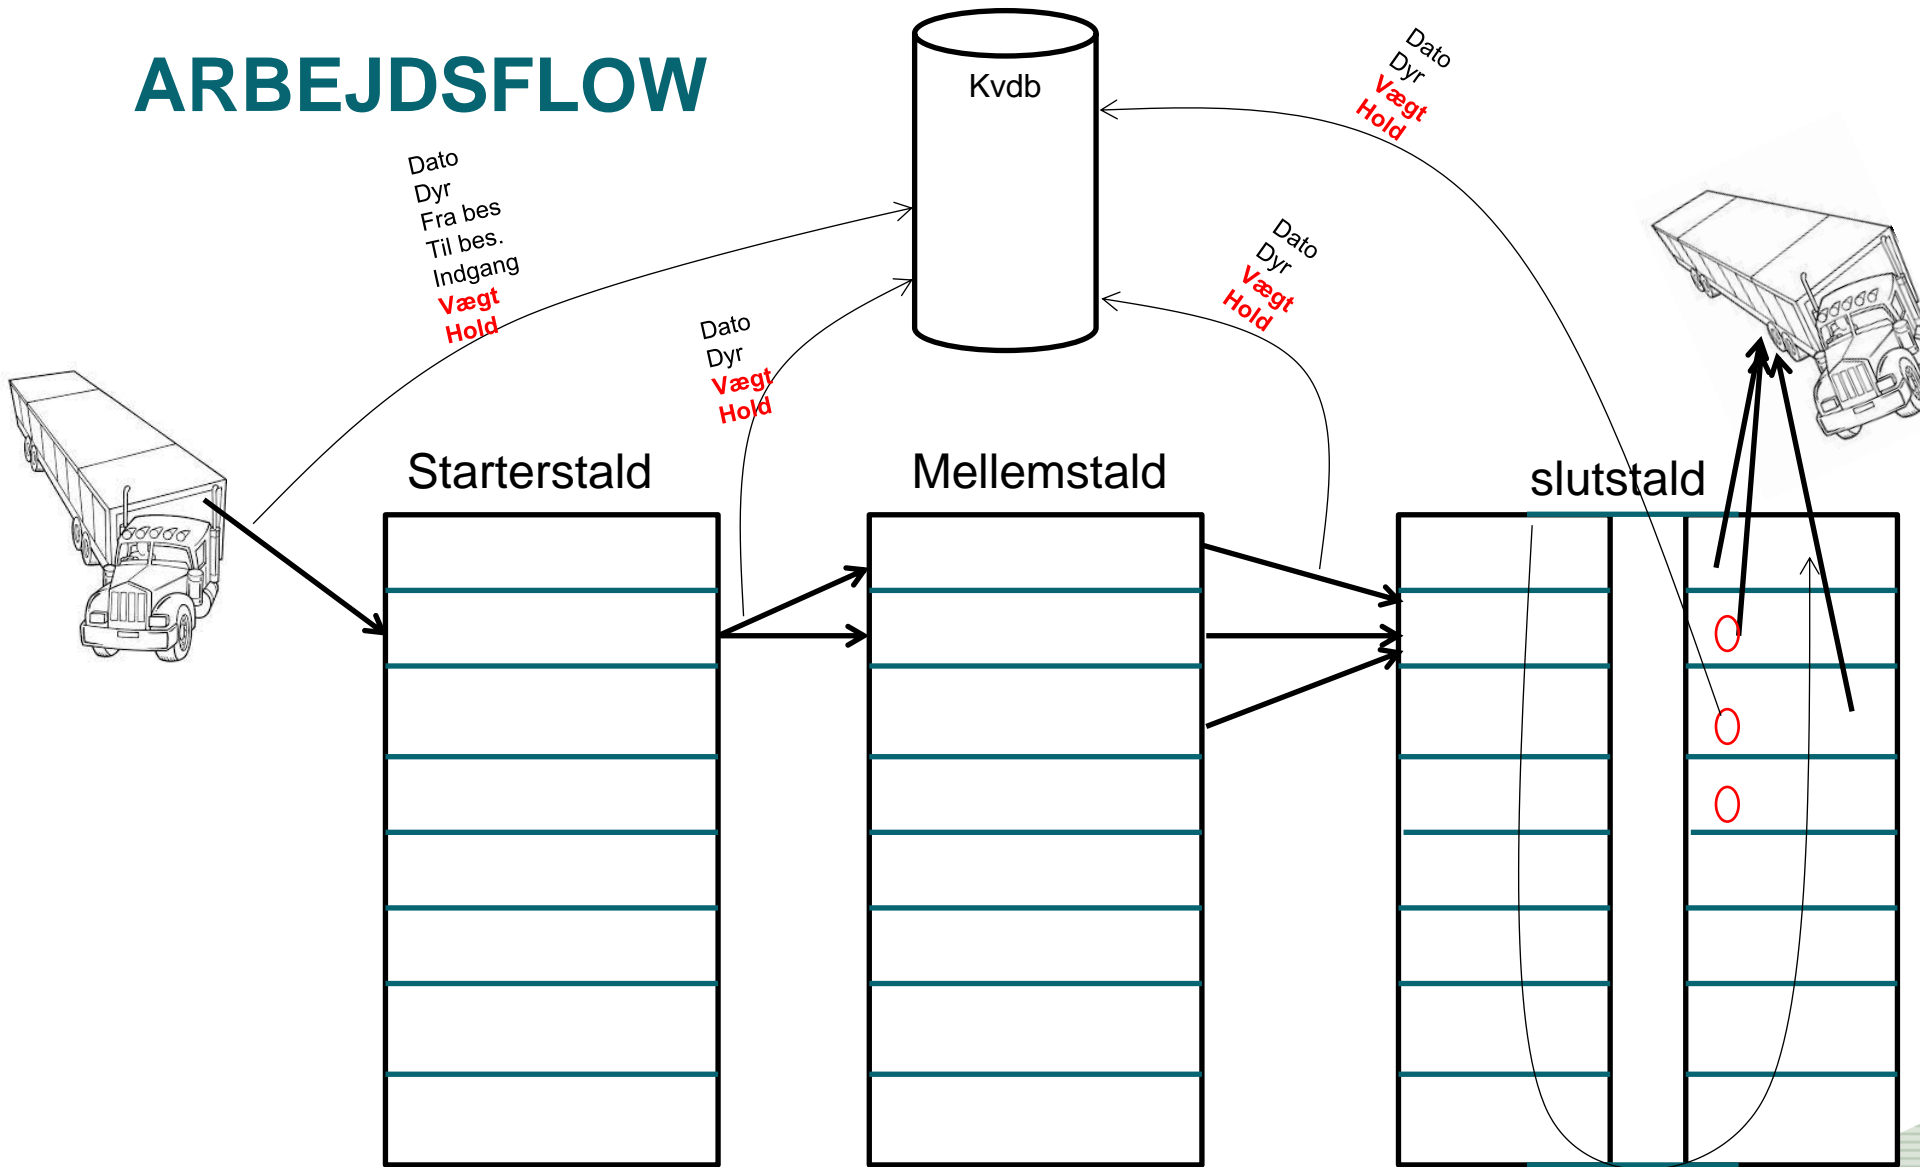 ARBEJDSFLOW
Kvdb
Dato
Dyr
Fra bes
Til bes.
Indgang
Vægt
Hold
Dato
Dyr
Vægt
Hold
Dato
Dyr
Vægt
Hold
Dato
Dyr
Vægt
Hold
Starterstald
Mellemstald
slutstald